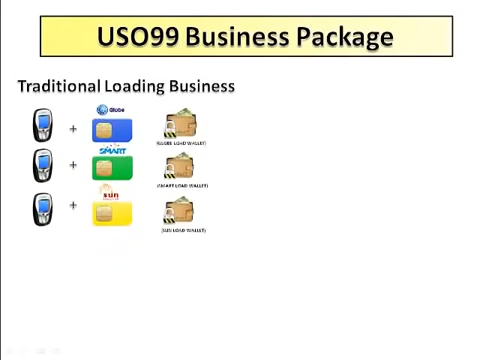 USO99 Business Package
Traditional Loading Business
Globe
+
(GLOBE LOAD WALLET)
SMART
+
(SMART LOAD WALLET)
sun
+
(SUN LOAD WALLET)